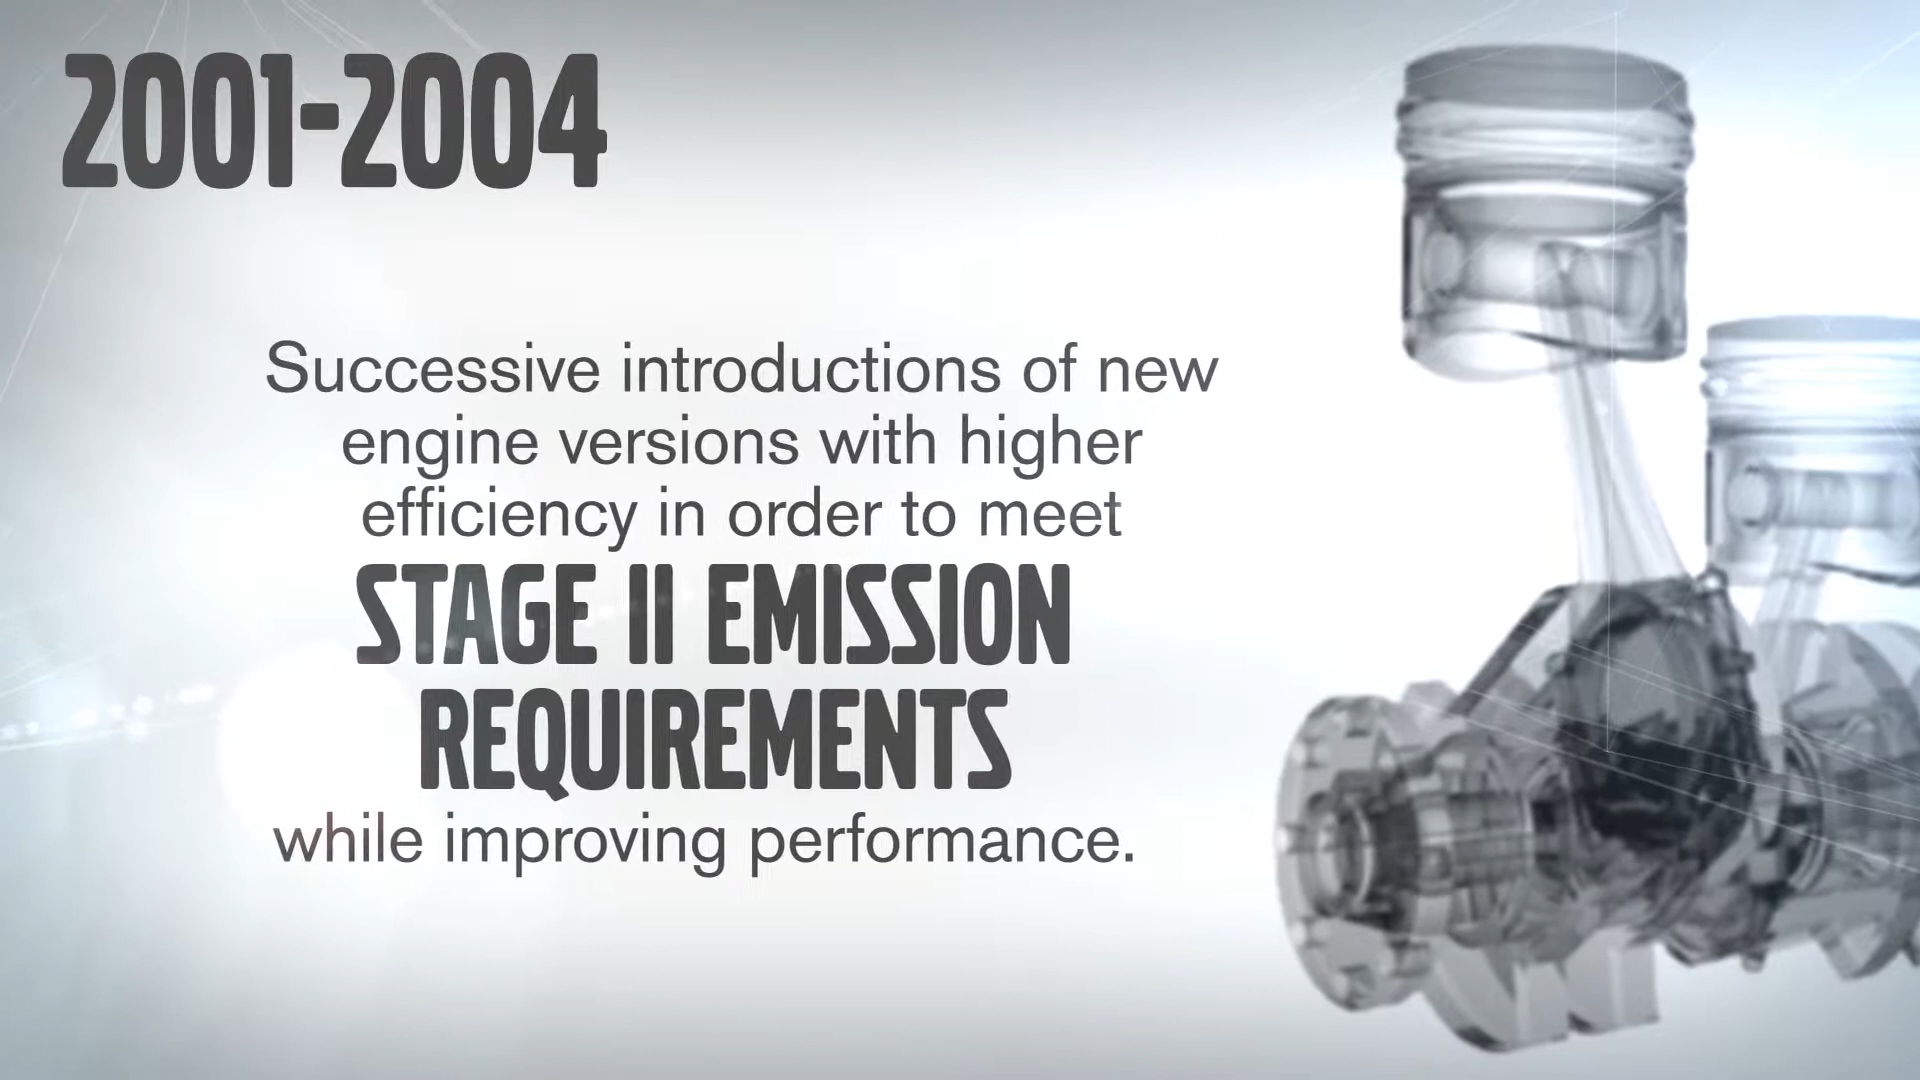 2001-2004
Successive introductions of new
engine versions with higher
efficiency in order to meet
STAGE II EMISSION
REQUIREMENTS
while improving performance.